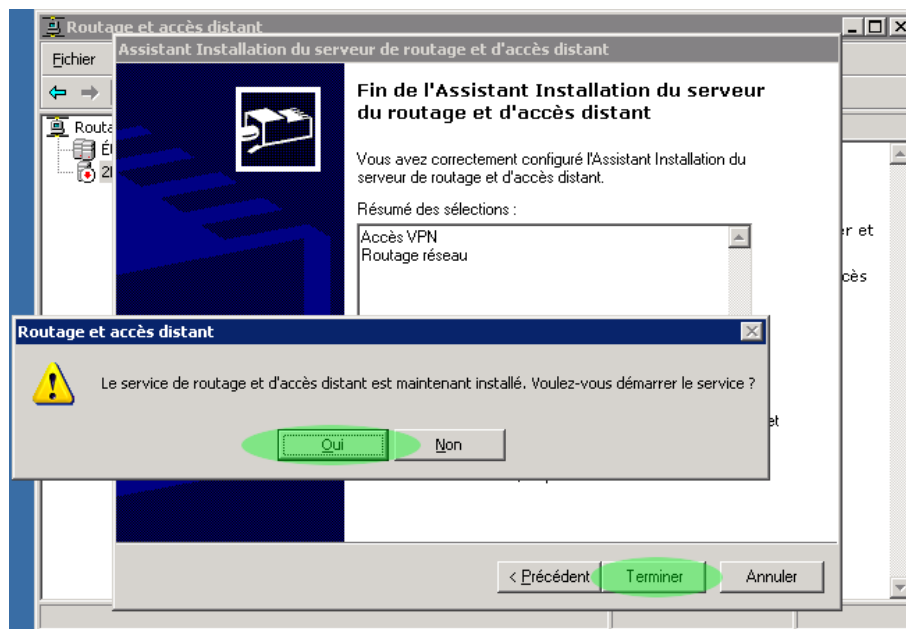 Routage et accès distant
Assistant Installation du serveur de routage et d'accès distant
Fichier
Fin de l'Assistant Installation du serveur
du routage et d'accès distant
Vous avez correctement configuré l'Assistant Installation du
serveur de routage et d'accès distant.
Résumé des sélections :
Accès VPN
Routage réseau
Routage et accès distant
Le service de routage et d'accès distant est maintenant installé. Voulez-vous démarrer le service ?
Oui
Non
et
< Précédent
Terminer
Annuler